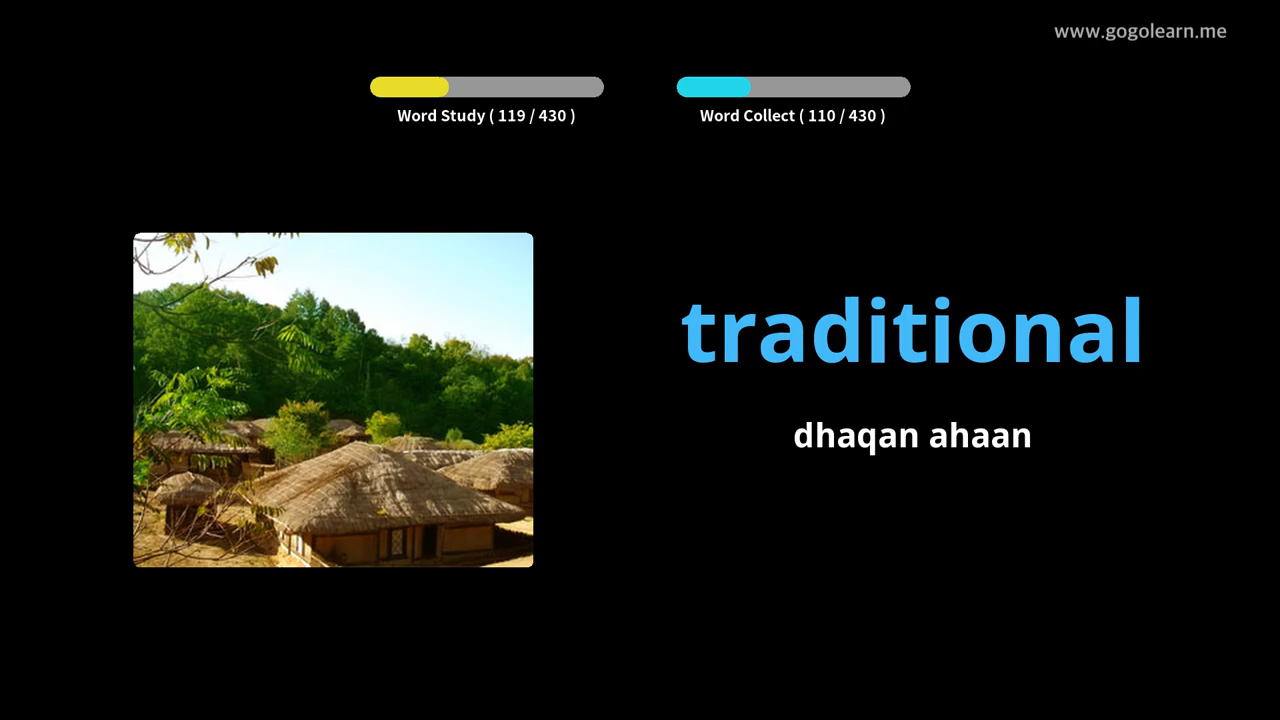 www.gogolearn.me
Word Study ( 119 / 430 )
Word Collect ( 110 / 430 )
traditional
dhaqan ahaan